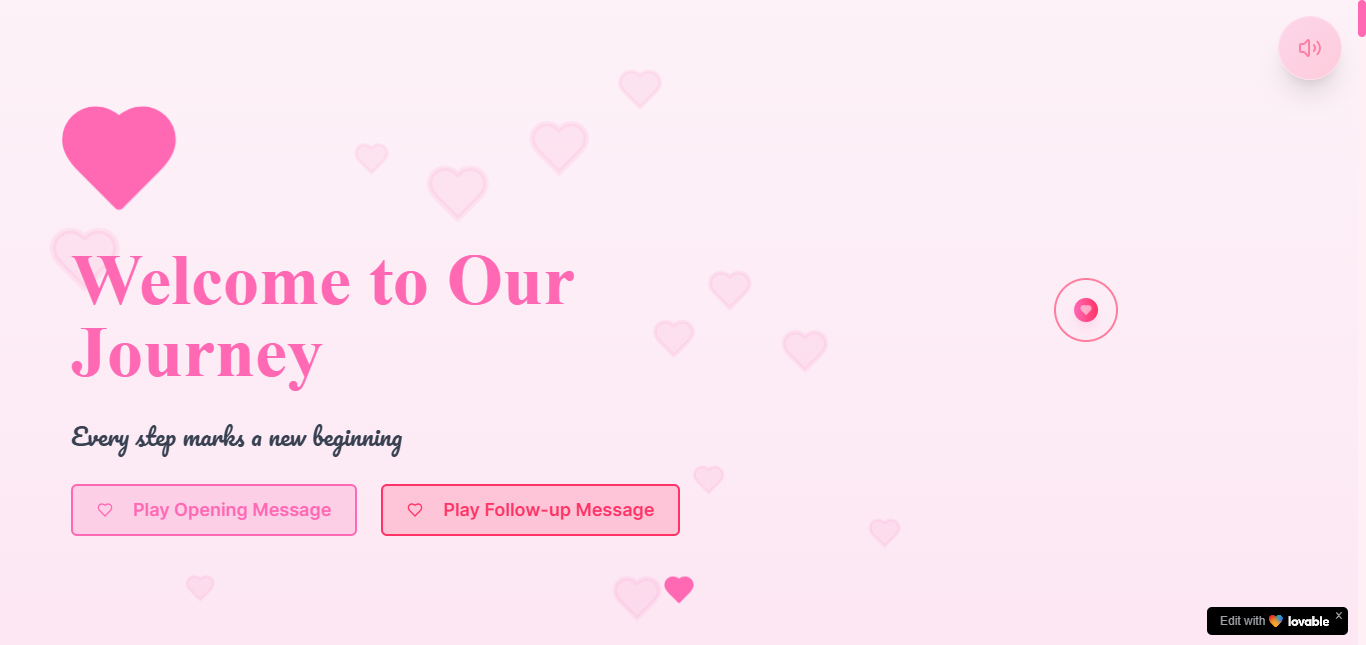 Welcome to Our
Journey
Every step marks a new beginning
Play Opening Message
Play Follow-up Message
Edit with lovable